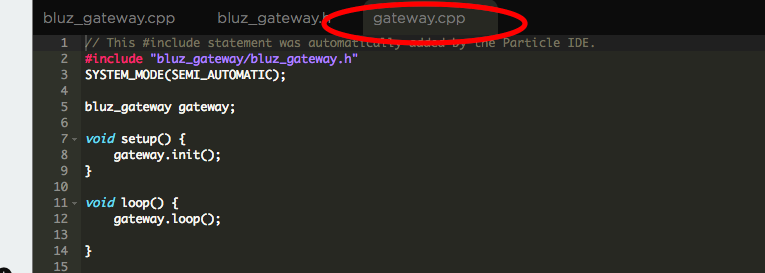 bluz_gateway.cpp bluz_gateway.h gateway.cpp
1 // This #include statement was automatically added by the Particle IDE.
2 #include "bluz_gateway/bluz_gateway.h"
3 SYSTEM_MODE(SEMI_AUTOMATIC);
4
5 bluz_gateway gateway;
6
7 void setup() {
8 gateway.init();
9 }
10
11 void loop() {
12 gateway.loop();
13
14 }
15